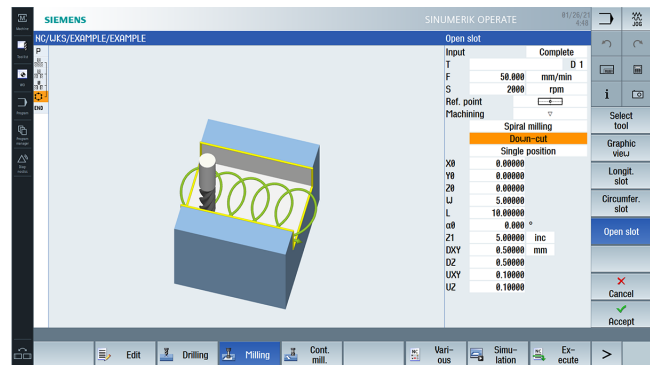 SIEMENS
SINUMERIK OPERATE
JOG
NC/WKS/EXAMPLE/EXAMPLE
Open slot
P
END
Input Complete
T D 1
F 50.000 mm/min
S 2000 rpm
Ref. point
Machining ▽
Spiral milling
Down-cut
Single position
X0 0.00000
Y0 0.00000
Z0 0.00000
W 5.00000
L 10.00000
α0 0.000 °
Z1 5.00000 inc
DXY 0.50000 mm
DZ 0.50000
UXY 0.10000
UZ 0.10000
i
Select
tool
Graphic
view
Longit.
slot
Circumfer.
slot
Open slot
Cancel
Accept
Edit
Drilling
Milling
Cont.
mill.
NC
Vari-
ous
Simu-
lation
NC
Ex-
ecute
>